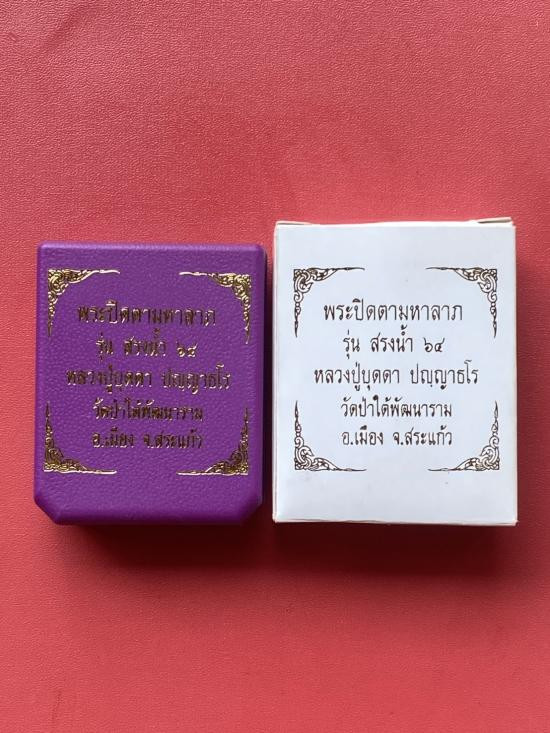 พระปิดตามหาลาภ
รุ่น สรงน้ำ ๖๔
หลวงปู่บุดดา ปญฺญาธโร
วัดป่าใต้พัฒนาราม
อ.เมือง จ.สระแก้ว
พระปิดตามหาลาภ
รุ่น สรงน้ำ ๖๔
หลวงปู่บุดดา ปญฺญาธโร
วัดป่าใต้พัฒนาราม
อ.เมือง จ.สระแก้ว